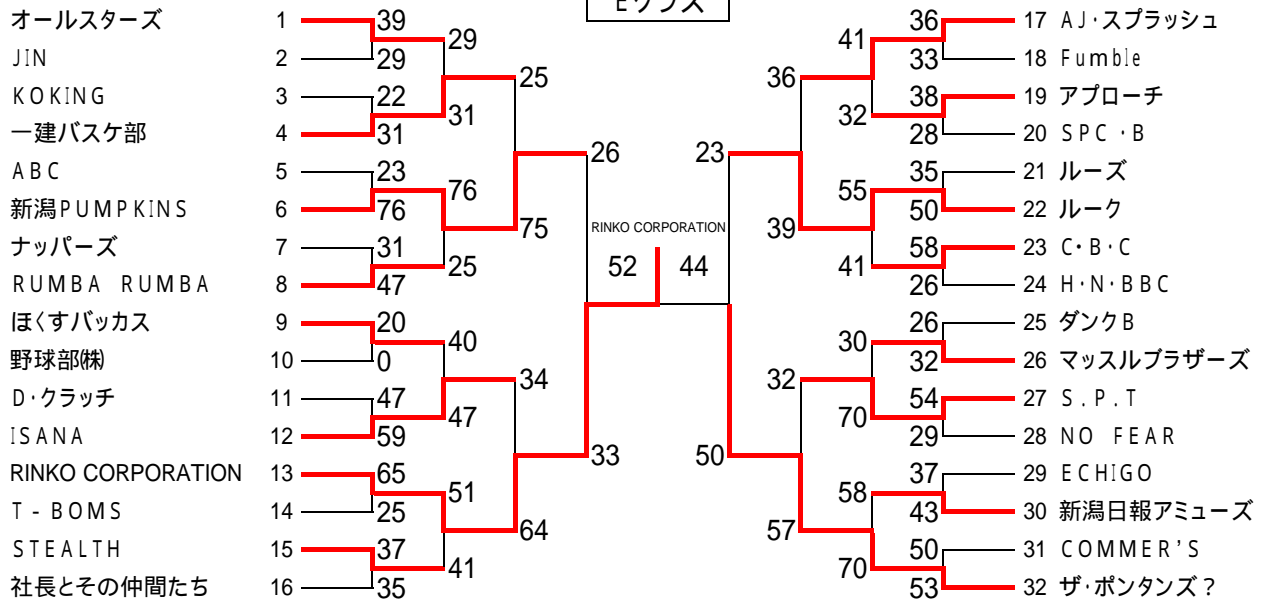 Eクラス
オールスターズ 1 39
29
JIN 2 29
25
KOKING 3 22
31
一建バスケ部 4 31
26
ABC 5 23
76
新潟PUMPKINS 6 76
75
ナッパーズ 7 31
25
RUMBA RUMBA 8 47
ほくすバッカス 9 20
40
野球部㈱ 10 0
34
D・クラッチ 11 47
47
ISANA 12 59
33
RINKO CORPORATION 13 65
51
T-BOMS 14 25
64
STEALTH 15 37
41
社長とその仲間たち 16 35
RINKO CORPORATION
52 44
36 17 AJ・スプラッシュ
41
33 18 Fumble
36
38 19 アプローチ
32
28 20 SPC・B
23
35 21 ルーズ
55
50 22 ルーク
39
58 23 C・B・C
41
26 24 H・N・BBC
26 25 ダンクB
30
32 26 マッスルブラザーズ
32
54 27 S.P.T
70
29 28 NO FEAR
50
37 29 ECHIGO
58
43 30 新潟日報アミューズ
57
50 31 COMMER'S
70
53 32 ザ・ポンタンズ？